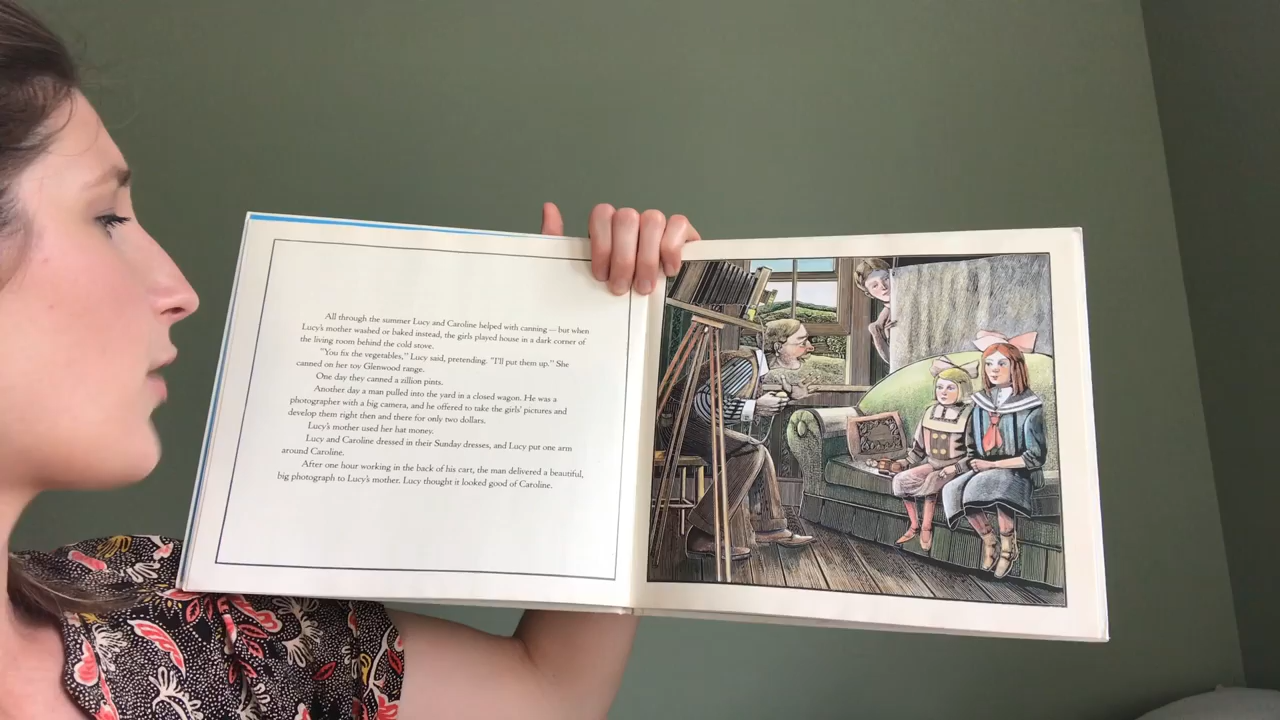 All through the summer Lucy and Caroline helped with canning — but when
Lucy's mother washed or baked instead, the girls played house in a dark corner of
the living room behind the cold stove.
"You fix the vegetables," Lucy said, pretending. "I'll put them up." She
canned on her toy Glenwood range.
One day they canned a zillion pints.
Another day a man pulled into the yard in a closed wagon. He was a
photographer with a big camera, and he offered to take the girls' pictures and
develop them right then and there for only two dollars.
Lucy's mother used her hat money.
Lucy and Caroline dressed in their Sunday dresses, and Lucy put one arm
around Caroline.
After one hour working in the back of his cart, the man delivered a beautiful,
big photograph to Lucy's mother. Lucy thought it looked good of Caroline.